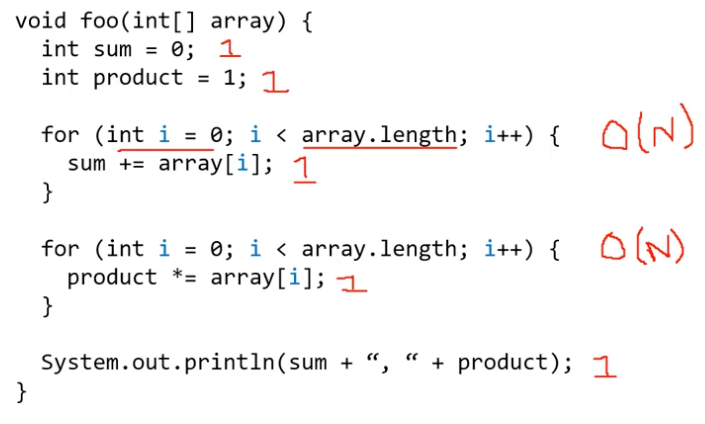 void foo(int[] array) {
int sum = 0; 1
int product = 1; 1
for (int i = 0; i < array.length; i++) { O(N)
sum += array[i]; 1
}
for (int i = 0; i < array.length; i++) { O(N)
product *= array[i]; 1
}
System.out.println(sum + “, “ + product); 1
}